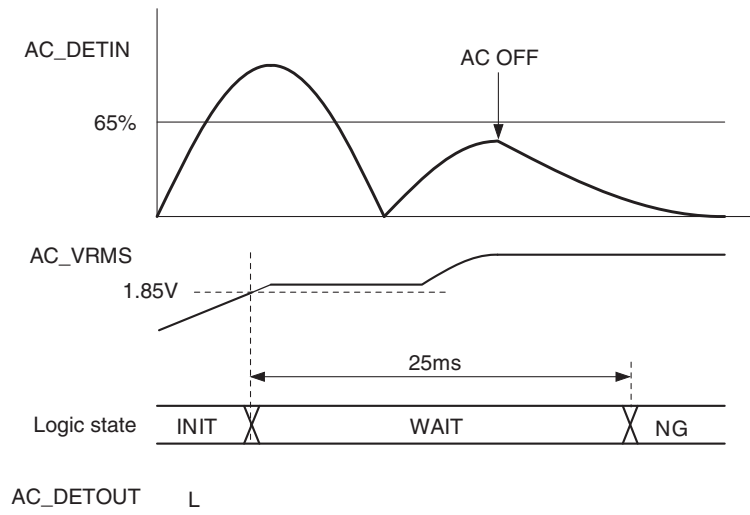 AC_DETIN
AC OFF
65%
AC_VRMS
1.85V
25ms
Logic state INIT WAIT NG
AC_DETOUT L